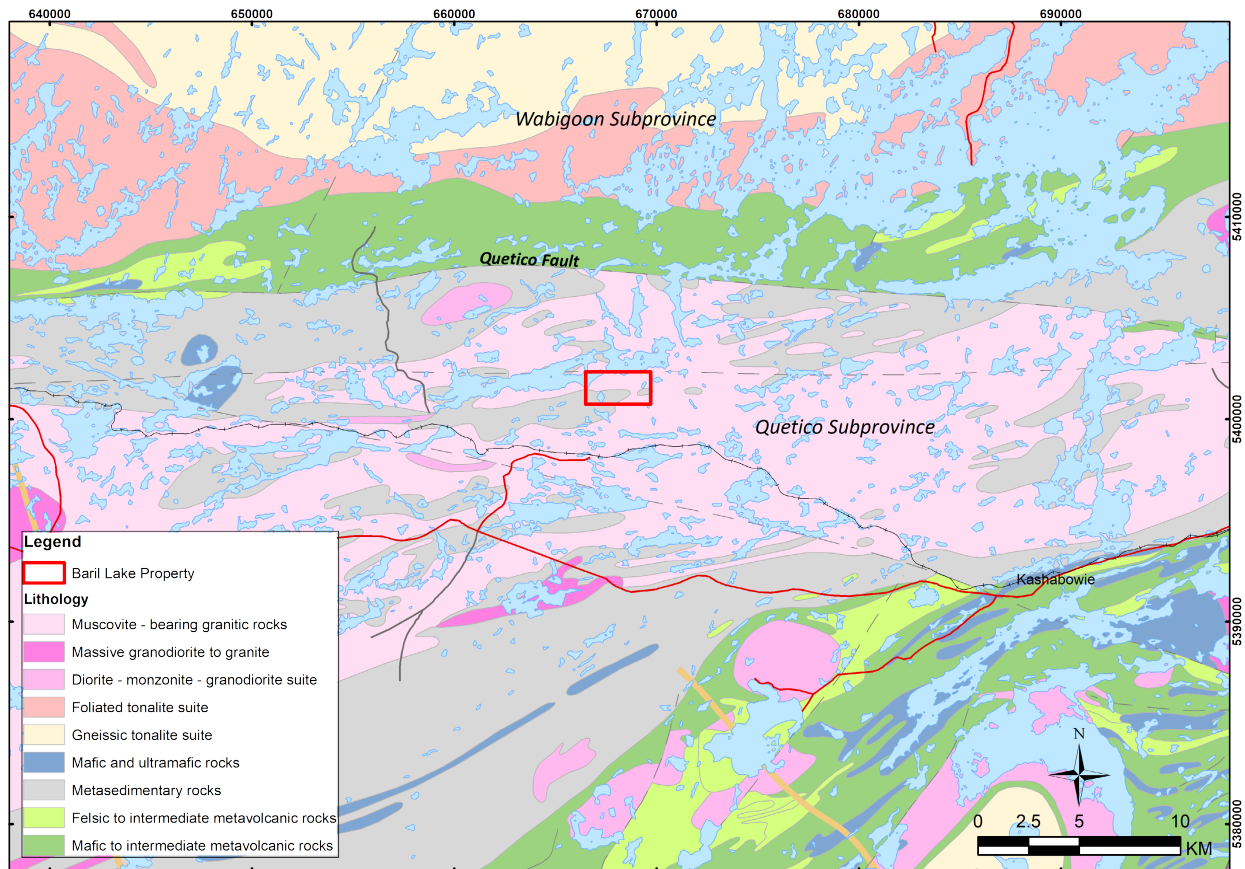 640000 650000 660000 670000 680000 690000
Wabigoon Subprovince
5410000
Quetico Fault
5400000
Quetico Subprovince
Legend
Baril Lake Property
Kashabowie
Lithology
Muscovite - bearing granitic rocks
5390000
Massive granodiorite to granite
Diorite - monzonite - granodiorite suite
Foliated tonalite suite
Gneissic tonalite suite
N
Mafic and ultramafic rocks
Metasedimentary rocks
Felsic to intermediate metavolcanic rocks
5380000
0 2.5 5 10
Mafic to intermediate metavolcanic rocks
KM